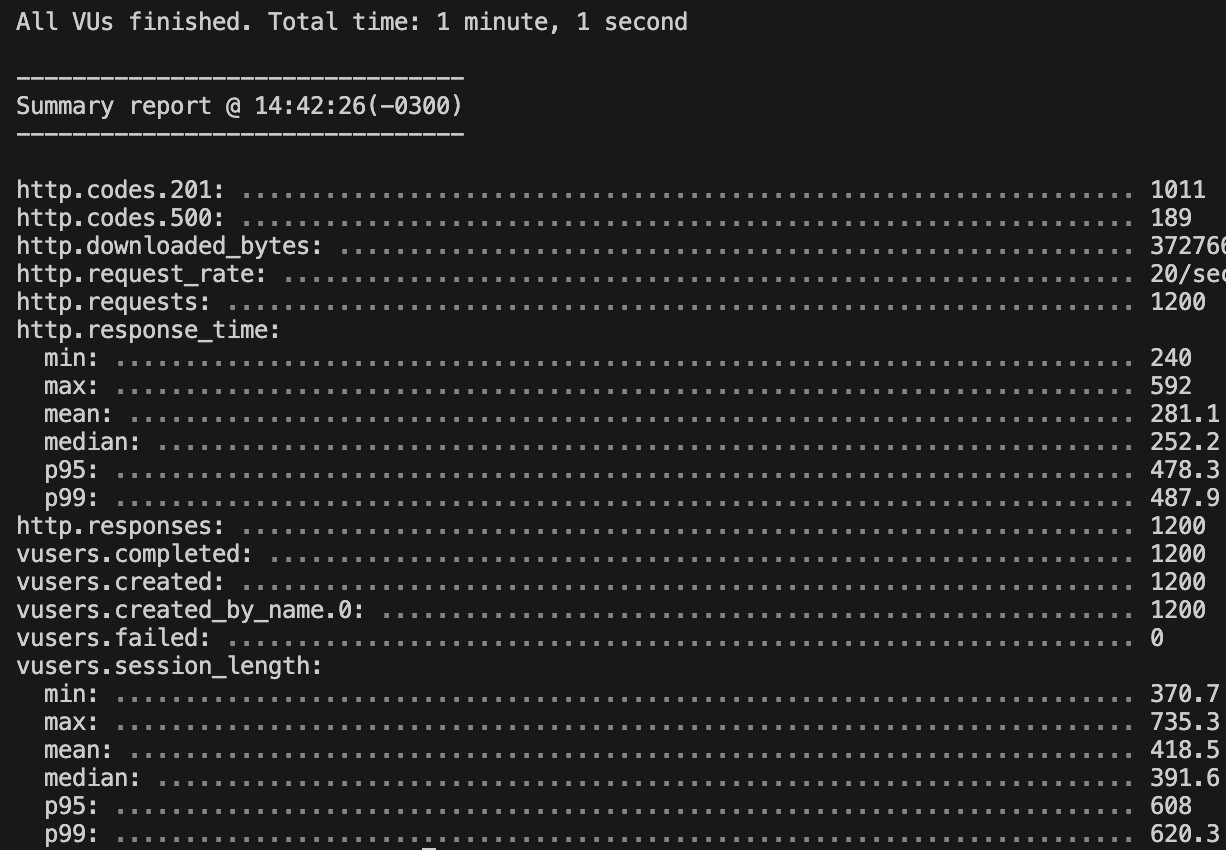 All VUs finished. Total time: 1 minute, 1 second

--------------------------------
Summary report @ 14:42:26(-0300)
--------------------------------

http.codes.201: ................................................................ 1011
http.codes.500: ................................................................ 189
http.downloaded_bytes: ......................................................... 372766
http.request_rate: ............................................................. 20/sec
http.requests: ................................................................. 1200
http.response_time:
  min: ......................................................................... 240
  max: ......................................................................... 592
  mean: ........................................................................ 281.1
  median: ...................................................................... 252.2
  p95: ......................................................................... 478.3
  p99: ......................................................................... 487.9
http.responses: ................................................................ 1200
vusers.completed: .............................................................. 1200
vusers.created: ................................................................ 1200
vusers.created_by_name.0: ...................................................... 1200
vusers.failed: ................................................................. 0
vusers.session_length:
  min: ......................................................................... 370.7
  max: ......................................................................... 735.3
  mean: ........................................................................ 418.5
  median: ...................................................................... 391.6
  p95: ......................................................................... 608
  p99: ......................................................................... 620.3